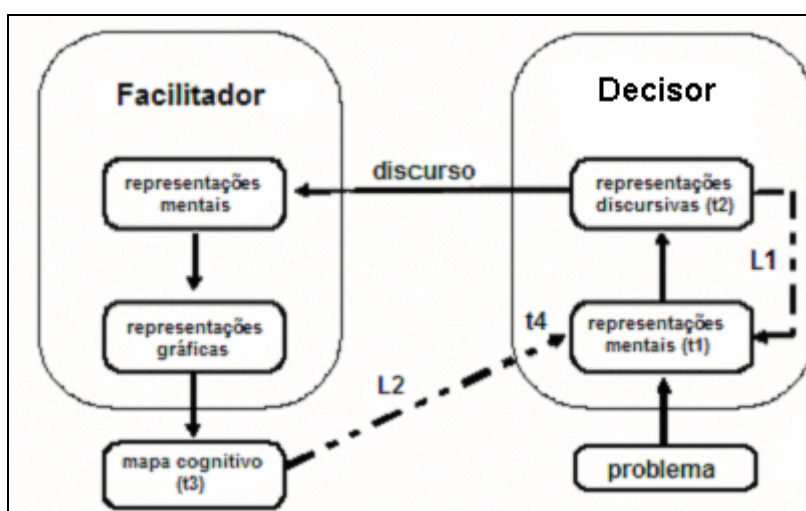 Facilitador
Decisor
discurso
representações
mentais
representações
discursivas (t2)
L1
representações
gráficas
t4
representações
mentais (t1)
L2
mapa cognitivo
(t3)
problema